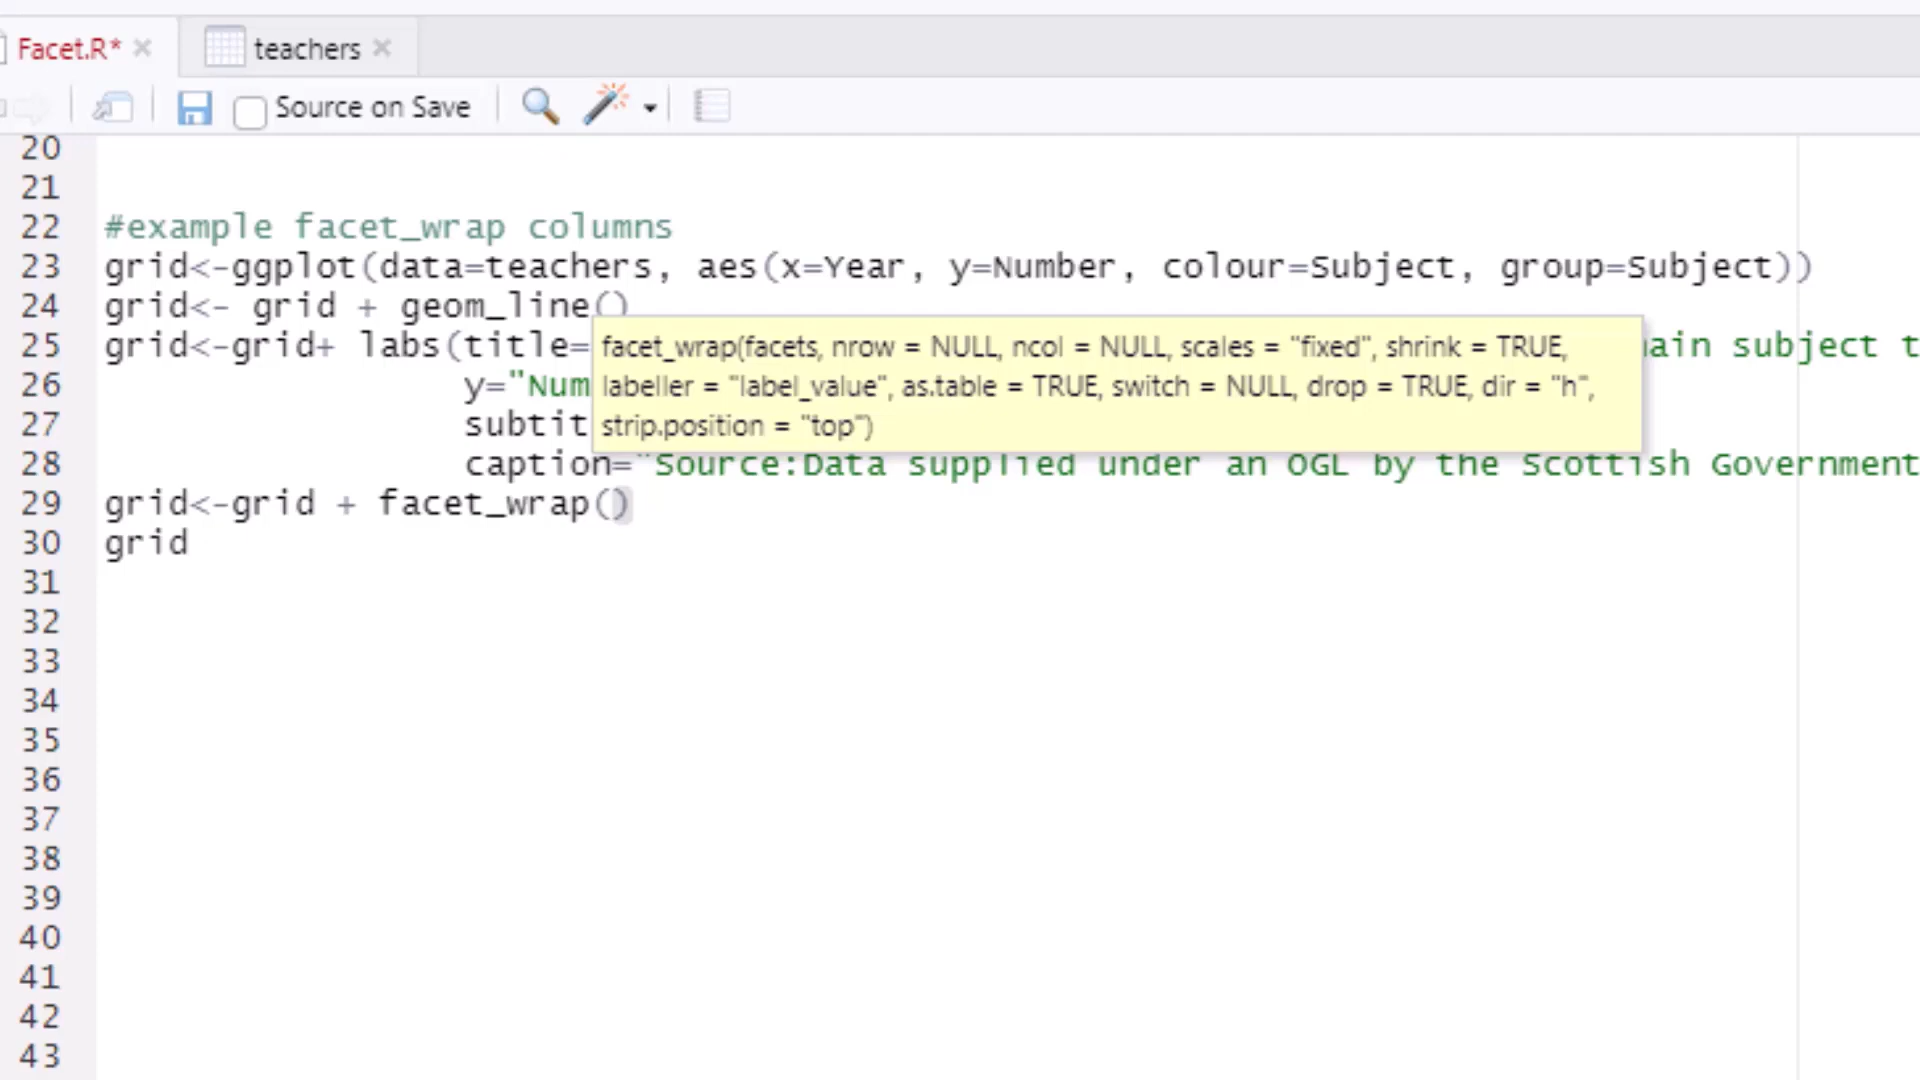 Facet.R* teachers
Source on Save
20
21
22 #example facet_wrap columns
23 grid<-ggplot(data=teachers, aes(x=Year, y=Number, colour=Subject, group=Subject))
24 grid<- grid + geom_line()
25 grid<-grid+ labs(title= main subject t
facet_wrap(facets, nrow = NULL, ncol = NULL, scales = "fixed", shrink = TRUE,
26 y="Num
labeller = "label_value", as.table = TRUE, switch = NULL, drop = TRUE, dir = "h",
27 subtit
strip.position = "top")
28 caption="Source:Data supplied under an OGL by the Scottish Government
29 grid<-grid + facet_wrap()
30 grid
31
32
33
34
35
36
37
38
39
40
41
42
43